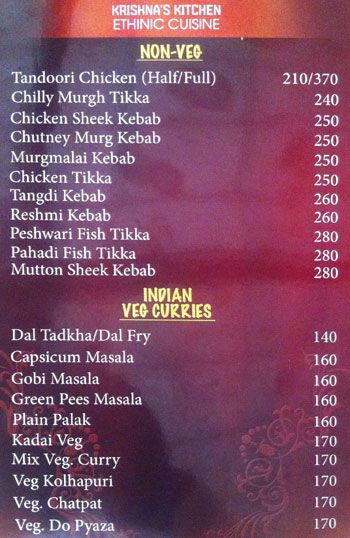 KRISHNA'S KITCHEN
ETHINIC CUISINE
NON-VEG
Tandoori Chicken (Half/Full) 210/370
Chilly Murgh Tikka 240
Chicken Sheek Kebab 250
Chutney Murg Kebab 250
Murgmalai Kebab 250
Chicken Tikka 250
Tangdi Kebab 260
Reshmi Kebab 260
Peshwari Fish Tikka 280
Pahadi Fish Tikka 280
Mutton Sheek Kebab 280
INDIAN
VEG CURRIES
Dal Tadkha/Dal Fry 140
Capsicum Masala 160
Gobi Masala 160
Green Pees Masala 160
Plain Palak 160
Kadai Veg 170
Mix Veg. Curry 170
Veg Kolhapuri 170
Veg. Chatpat 170
Veg. Do Pyaza 170